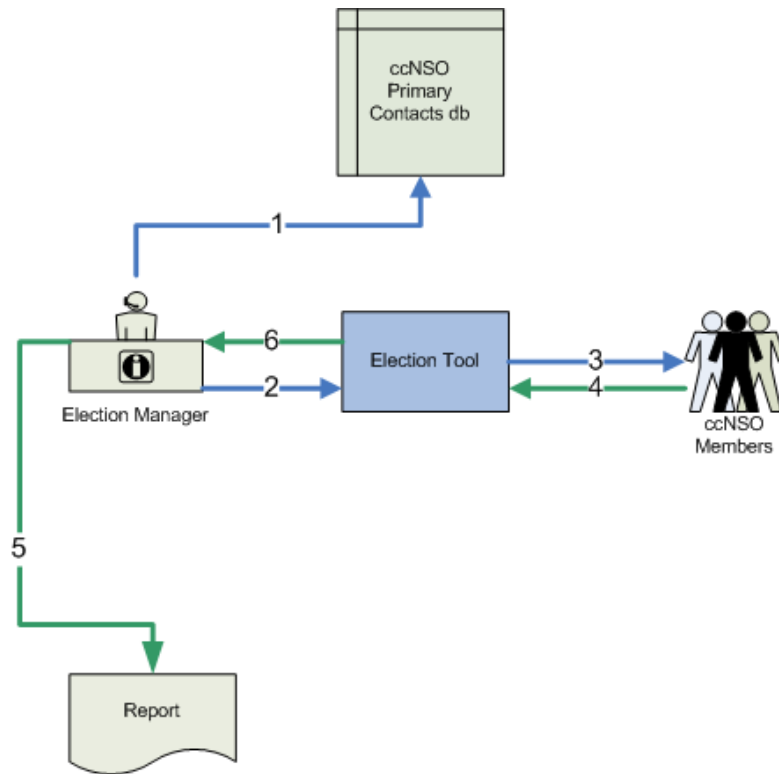 ccNSO
Primary
Contacts db
1
6
Election Tool
3
2
4
Election Manager
ccNSO
Members
5
Report